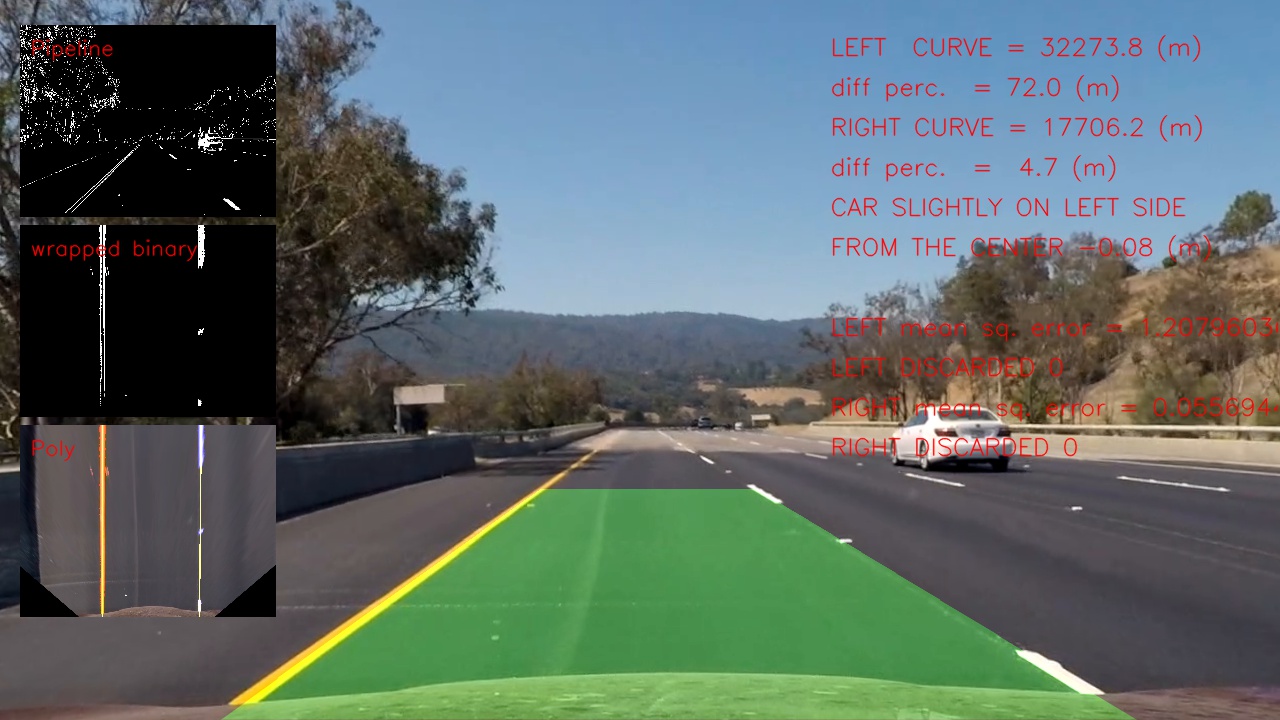 Pipeline
wrapped binary
Poly
LEFT  CURVE = 32273.8 (m)
diff perc.  = 72.0 (m)
RIGHT CURVE = 17706.2 (m)
diff perc.  =  4.7 (m)
CAR SLIGHTLY ON LEFT SIDE
FROM THE CENTER -0.08 (m)
LEFT mean sq. error = 1.2079603
LEFT DISCARDED 0
RIGHT mean sq. error = 0.055694
RIGHT DISCARDED 0